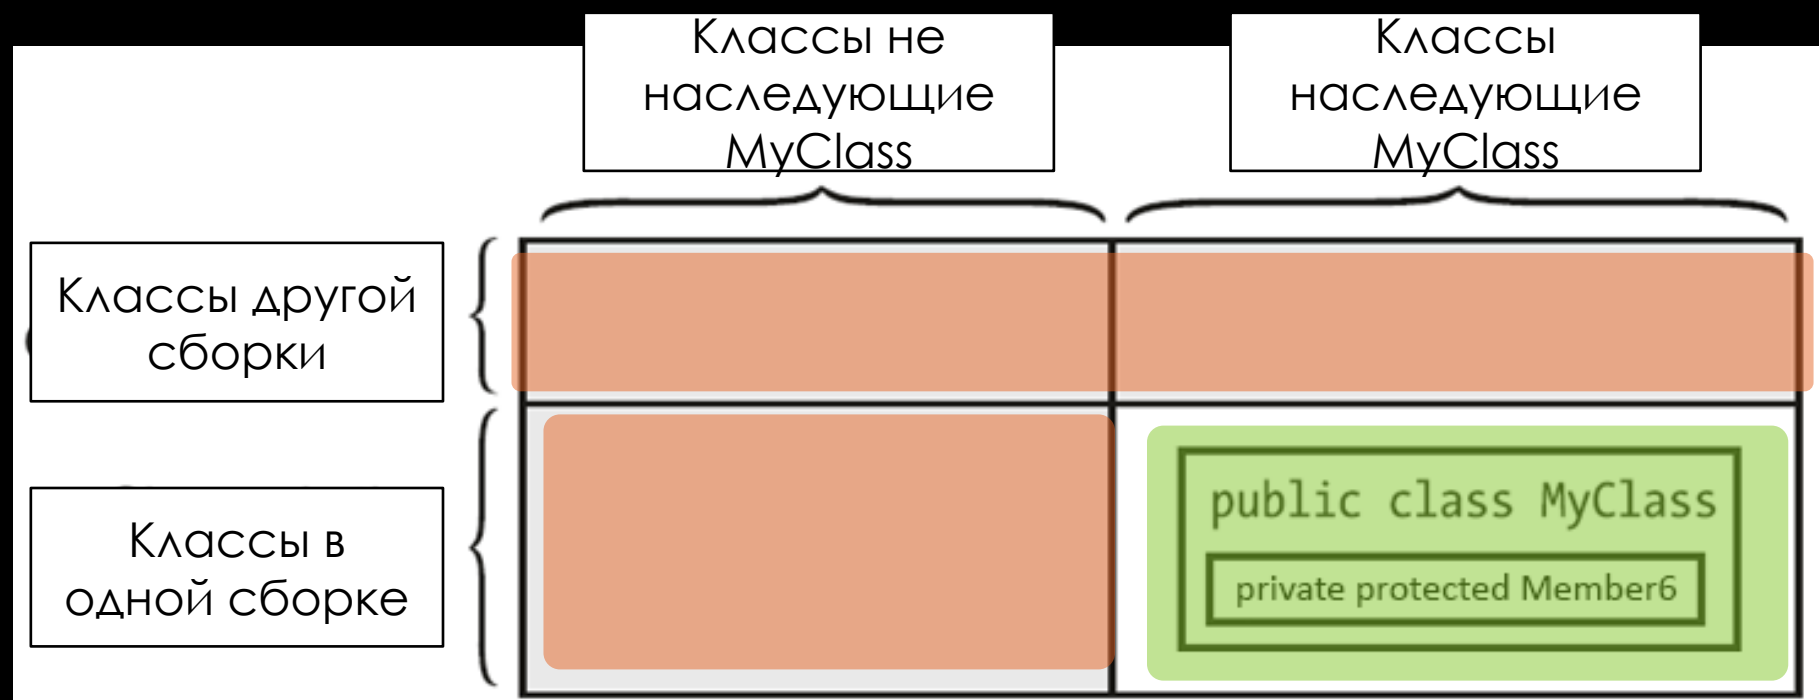 Классы не
наследующие
MyClass
Классы
наследующие
MyClass
Классы другой
сборки
Классы в
одной сборке
public class MyClass
private protected Member6